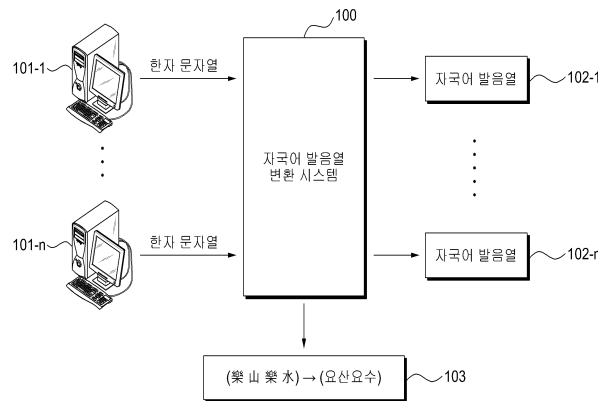 100
101-1
한자 문자열
자국어 발음열
102-1
자국어 발음열
변환 시스템
101-n
한자 문자열
자국어 발음열
102-n
(樂 山 樂 水) → (요산요수)
103